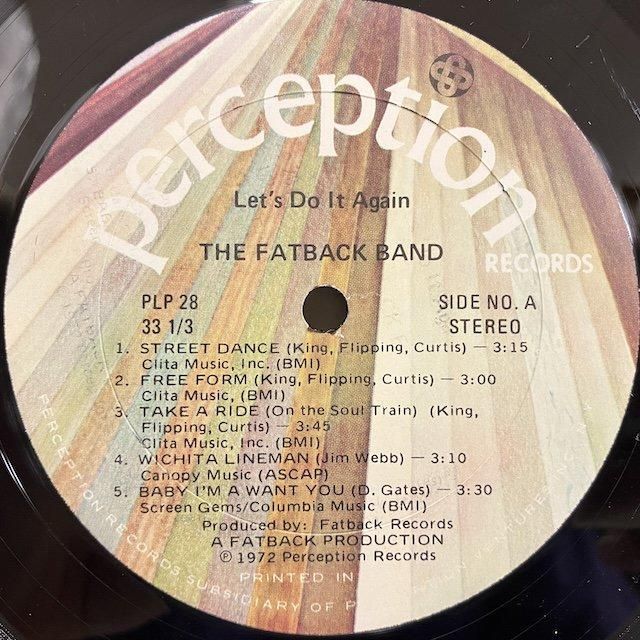 perception
RECORDS
Let's Do It Again
THE FATBACK BAND
PLP 28
33 1/3
SIDE NO. A
STEREO
1. STREET DANCE (King, Flipping, Curtis) — 3:15
Clita Music, Inc. (BMI)
2. FREE FORM (King, Flipping, Curtis) — 3:00
Clita Music, (BMI)
3. TAKE A RIDE (On the Soul Train) (King,
Flipping, Curtis) — 3:45
Clita Music, Inc. (BMI)
4. WICHITA LINEMAN (Jim Webb) — 3:10
Canopy Music (ASCAP)
5. BABY I'M A WANT YOU (D. Gates) — 3:30
Screen Gems/Columbia Music (BMI)
Produced by: Fatback Records
A FATBACK PRODUCTION
℗ 1972 Perception Records
PRINTED IN
PERCEPTION RECORDS SUBSIDIARY OF P
VENTURES, INC.